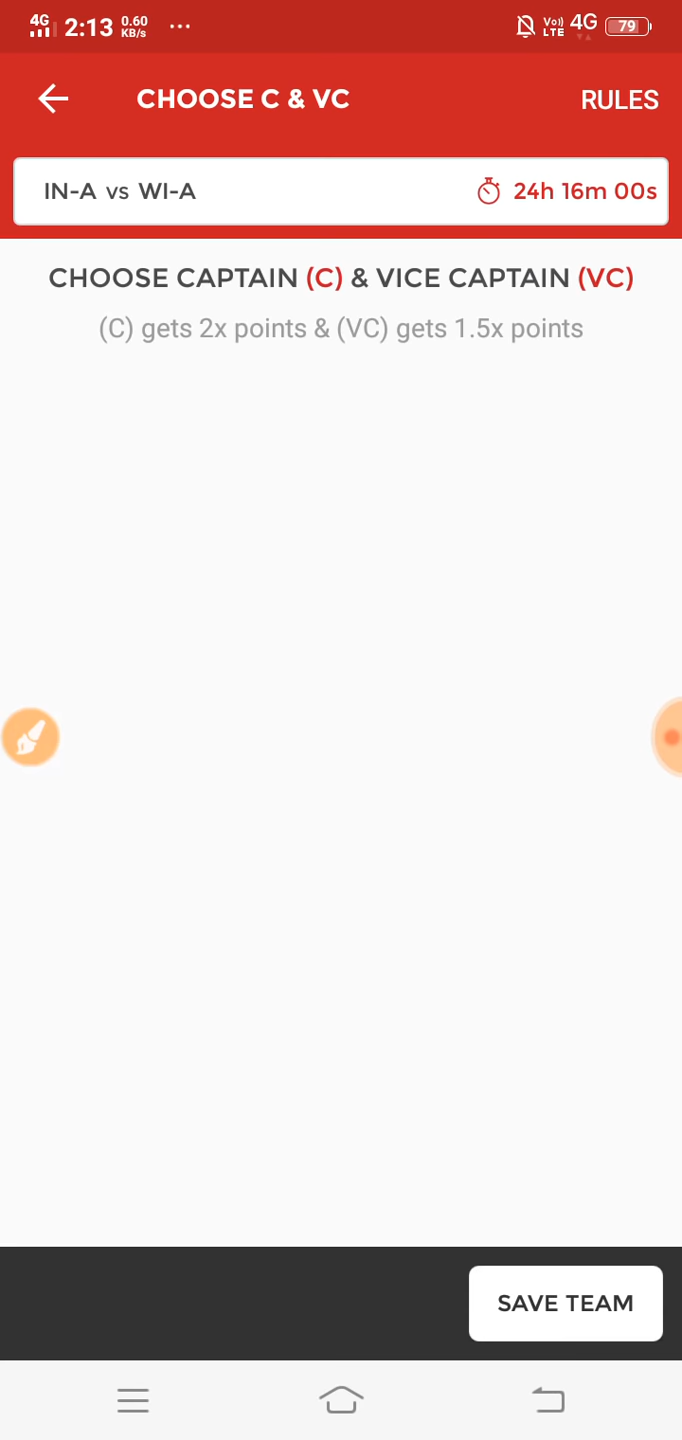 4G 2:13 0.60 KB/s ... Vo)) LTE 4G 79
CHOOSE C & VC RULES
IN-A vs WI-A 24h 16m 00s
CHOOSE CAPTAIN (C) & VICE CAPTAIN (VC)
(C) gets 2x points & (VC) gets 1.5x points
SAVE TEAM